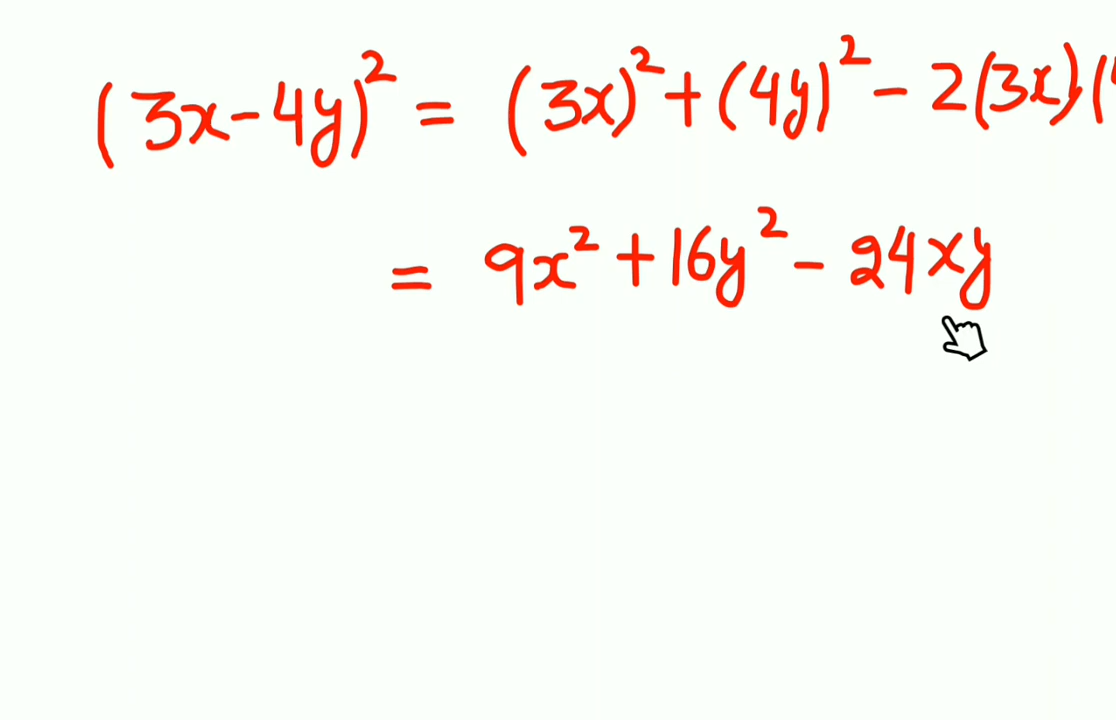 (3x-4y)² = (3x)² + (4y)² - 2(3x)(
= 9x² + 16y² - 24xy